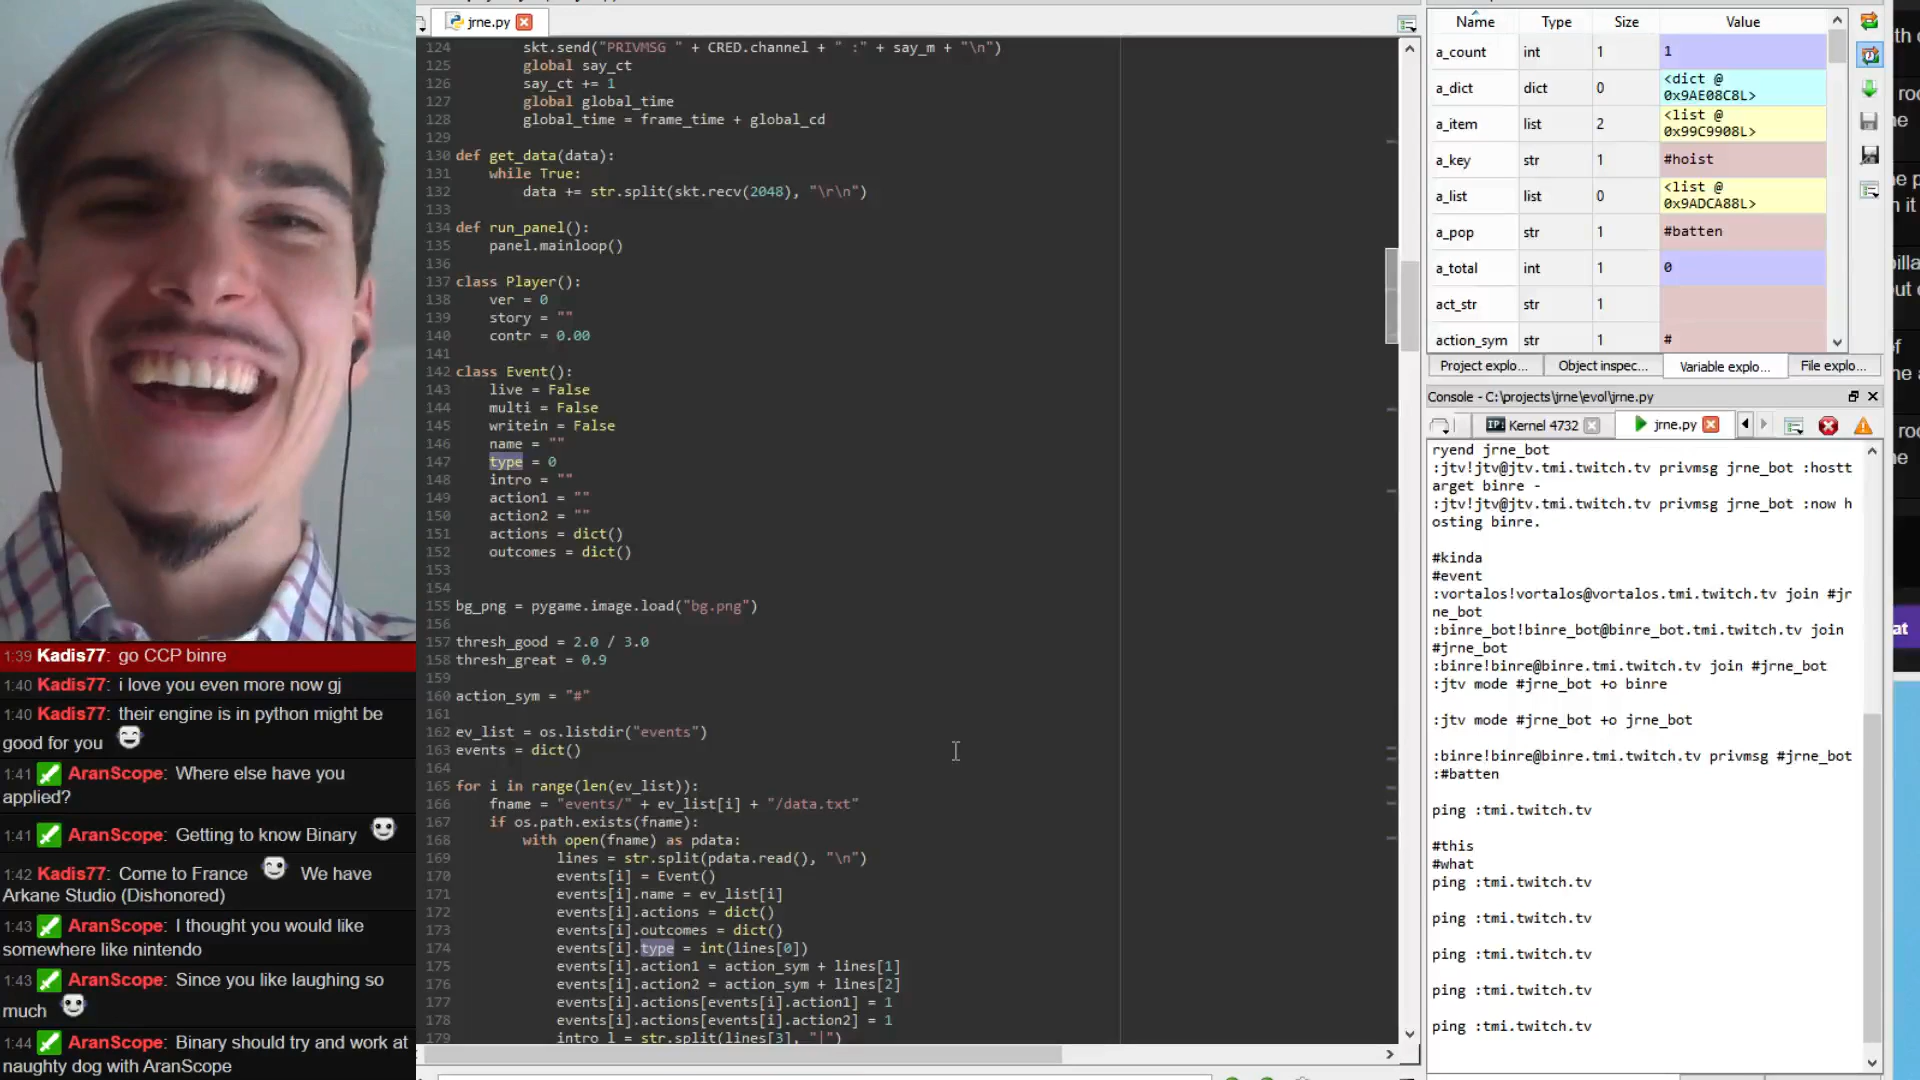 jrne.py
124 skt.send("PRIVMSG " + CRED.channel + " :" + say_m + "\n")
125 global say_ct
126 say_ct += 1
127 global global_time
128 global_time = frame_time + global_cd
129
130 def get_data(data):
131 while True:
132 data += str.split(skt.recv(2048), "\r\n")
133
134 def run_panel():
135 panel.mainloop()
136
137 class Player():
138 ver = 0
139 story = ""
140 contr = 0.00
141
142 class Event():
143 live = False
144 multi = False
145 writein = False
146 name = ""
147 type = 0
148 intro = ""
149 action1 = ""
150 action2 = ""
151 actions = dict()
152 outcomes = dict()
153
154
155 bg_png = pygame.image.load("bg.png")
156
157 thresh_good = 2.0 / 3.0
158 thresh_great = 0.9
159
160 action_sym = "#"
161
162 ev_list = os.listdir("events")
163 events = dict()
164
165 for i in range(len(ev_list)):
166 fname = "events/" + ev_list[i] + "/data.txt"
167 if os.path.exists(fname):
168 with open(fname) as pdata:
169 lines = str.split(pdata.read(), "\n")
170 events[i] = Event()
171 events[i].name = ev_list[i]
172 events[i].actions = dict()
173 events[i].outcomes = dict()
174 events[i].type = int(lines[0])
175 events[i].action1 = action_sym + lines[1]
176 events[i].action2 = action_sym + lines[2]
177 events[i].actions[events[i].action1] = 1
178 events[i].actions[events[i].action2] = 1
179 intro_l = str.split(lines[3], "|")
1:39 Kadis77: go CCP binre
1:40 Kadis77: i love you even more now gj
1:40 Kadis77: their engine is in python might be
good for you
1:41 AranScope: Where else have you
applied?
1:41 AranScope: Getting to know Binary
Kadis77: Come to France We have
1:42
Arkane Studio (Dishonored)
1:43 AranScope: I thought you would like
somewhere like nintendo
1:43 AranScope: Since you like laughing so
much
1:44 AranScope: Binary should try and work at
naughty dog with AranScope
Name Type Size Value
a_count int 1 1
a_dict dict 0 <dict @
0x9AE08C8L>
a_item list 2 <list @
0x99C9908L>
a_key str 1 #hoist
a_list list 0 <list @
0x9ADCA88L>
a_pop str 1 #batten
a_total int 1 0
act_str str 1
action_sym str 1 #
Project explo... Object inspec... Variable explo... File explo...
Console - C:\projects\jrne\evol\jrne.py
IP: Kernel 4732 jrne.py
ryend jrne_bot
:jtv!jtv@jtv.tmi.twitch.tv privmsg jrne_bot :hostt
arget binre -
:jtv!jtv@jtv.tmi.twitch.tv privmsg jrne_bot :now h
osting binre.
#kinda
#event
:vortalos!vortalos@vortalos.tmi.twitch.tv join #jr
ne_bot
:binre_bot!binre_bot@binre_bot.tmi.twitch.tv join
#jrne_bot
:binre!binre@binre.tmi.twitch.tv join #jrne_bot
:jtv mode #jrne_bot +o binre
:jtv mode #jrne_bot +o jrne_bot
:binre!binre@binre.tmi.twitch.tv privmsg #jrne_bot
:#batten
ping :tmi.twitch.tv
#this
#what
ping :tmi.twitch.tv
ping :tmi.twitch.tv
ping :tmi.twitch.tv
ping :tmi.twitch.tv
ping :tmi.twitch.tv